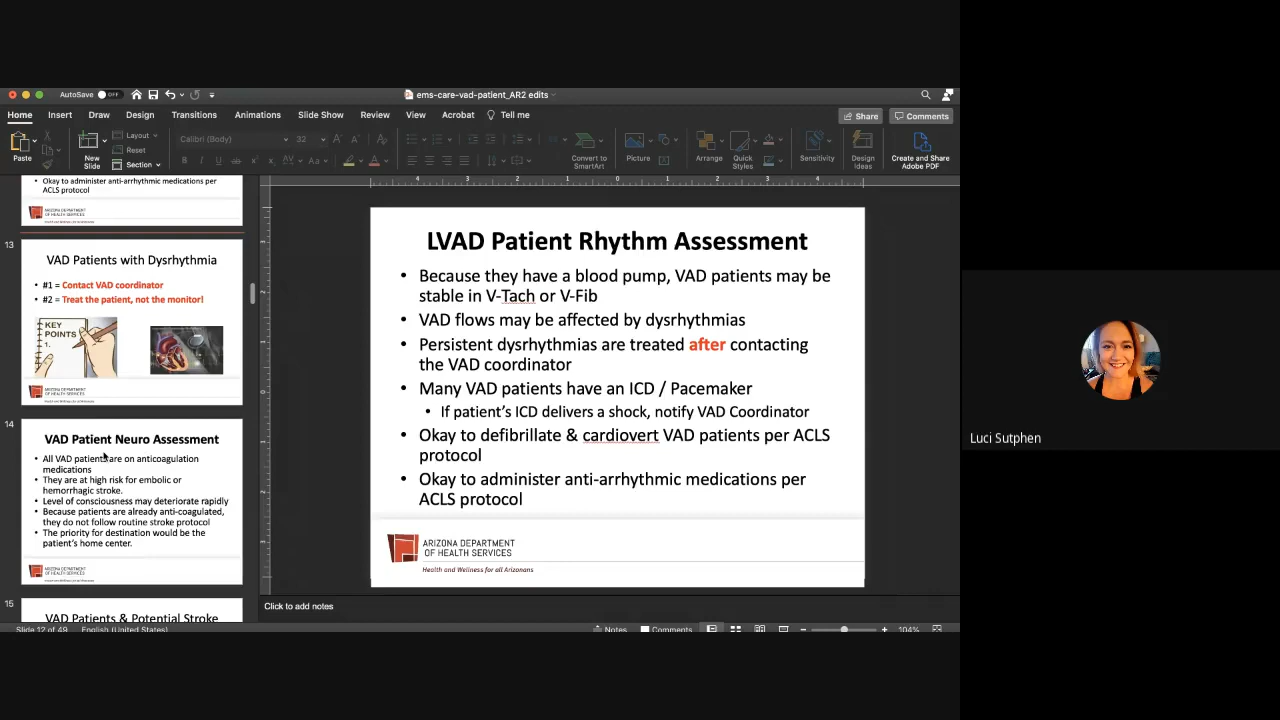 AutoSave
OFF
ems-care-vad-patient_AR2 edits
Home
Insert
Draw
Design
Transitions
Animations
Slide Show
Review
View
Acrobat
Tell me
Share
Comments
Paste
New
Slide
Layout
Reset
Section
Calibri (Body)
32
Convert to
SmartArt
Picture
Arrange
Quick
Styles
Sensitivity
Design
Ideas
Create and Share
Adobe PDF
• Okay to administer anti-arrhythmic medications per
ACLS protocol
ARIZONA DEPARTMENT
OF HEALTH SERVICES
13
VAD Patients with Dysrhythmia
• #1 = Contact VAD coordinator
• #2 = Treat the patient, not the monitor!
KEY
POINTS
1.
ARIZONA DEPARTMENT
OF HEALTH SERVICES
14
VAD Patient Neuro Assessment
• All VAD patients are on anticoagulation
medications
• They are at high risk for embolic or
hemorrhagic stroke.
• Level of consciousness may deteriorate rapidly
• Because patients are already anti-coagulated,
they do not follow routine stroke protocol
• The priority for destination would be the
patient's home center.
ARIZONA DEPARTMENT
OF HEALTH SERVICES
15
VAD Patients & Potential Stroke
LVAD Patient Rhythm Assessment
• Because they have a blood pump, VAD patients may be
stable in V-Tach or V-Fib
• VAD flows may be affected by dysrhythmias
• Persistent dysrhythmias are treated after contacting
the VAD coordinator
• Many VAD patients have an ICD / Pacemaker
• If patient's ICD delivers a shock, notify VAD Coordinator
• Okay to defibrillate & cardiovert VAD patients per ACLS
protocol
• Okay to administer anti-arrhythmic medications per
ACLS protocol
ARIZONA DEPARTMENT
OF HEALTH SERVICES
Health and Wellness for all Arizonans
Click to add notes
Slide 12 of 49
English (United States)
Notes
Comments
104%
Luci Sutphen